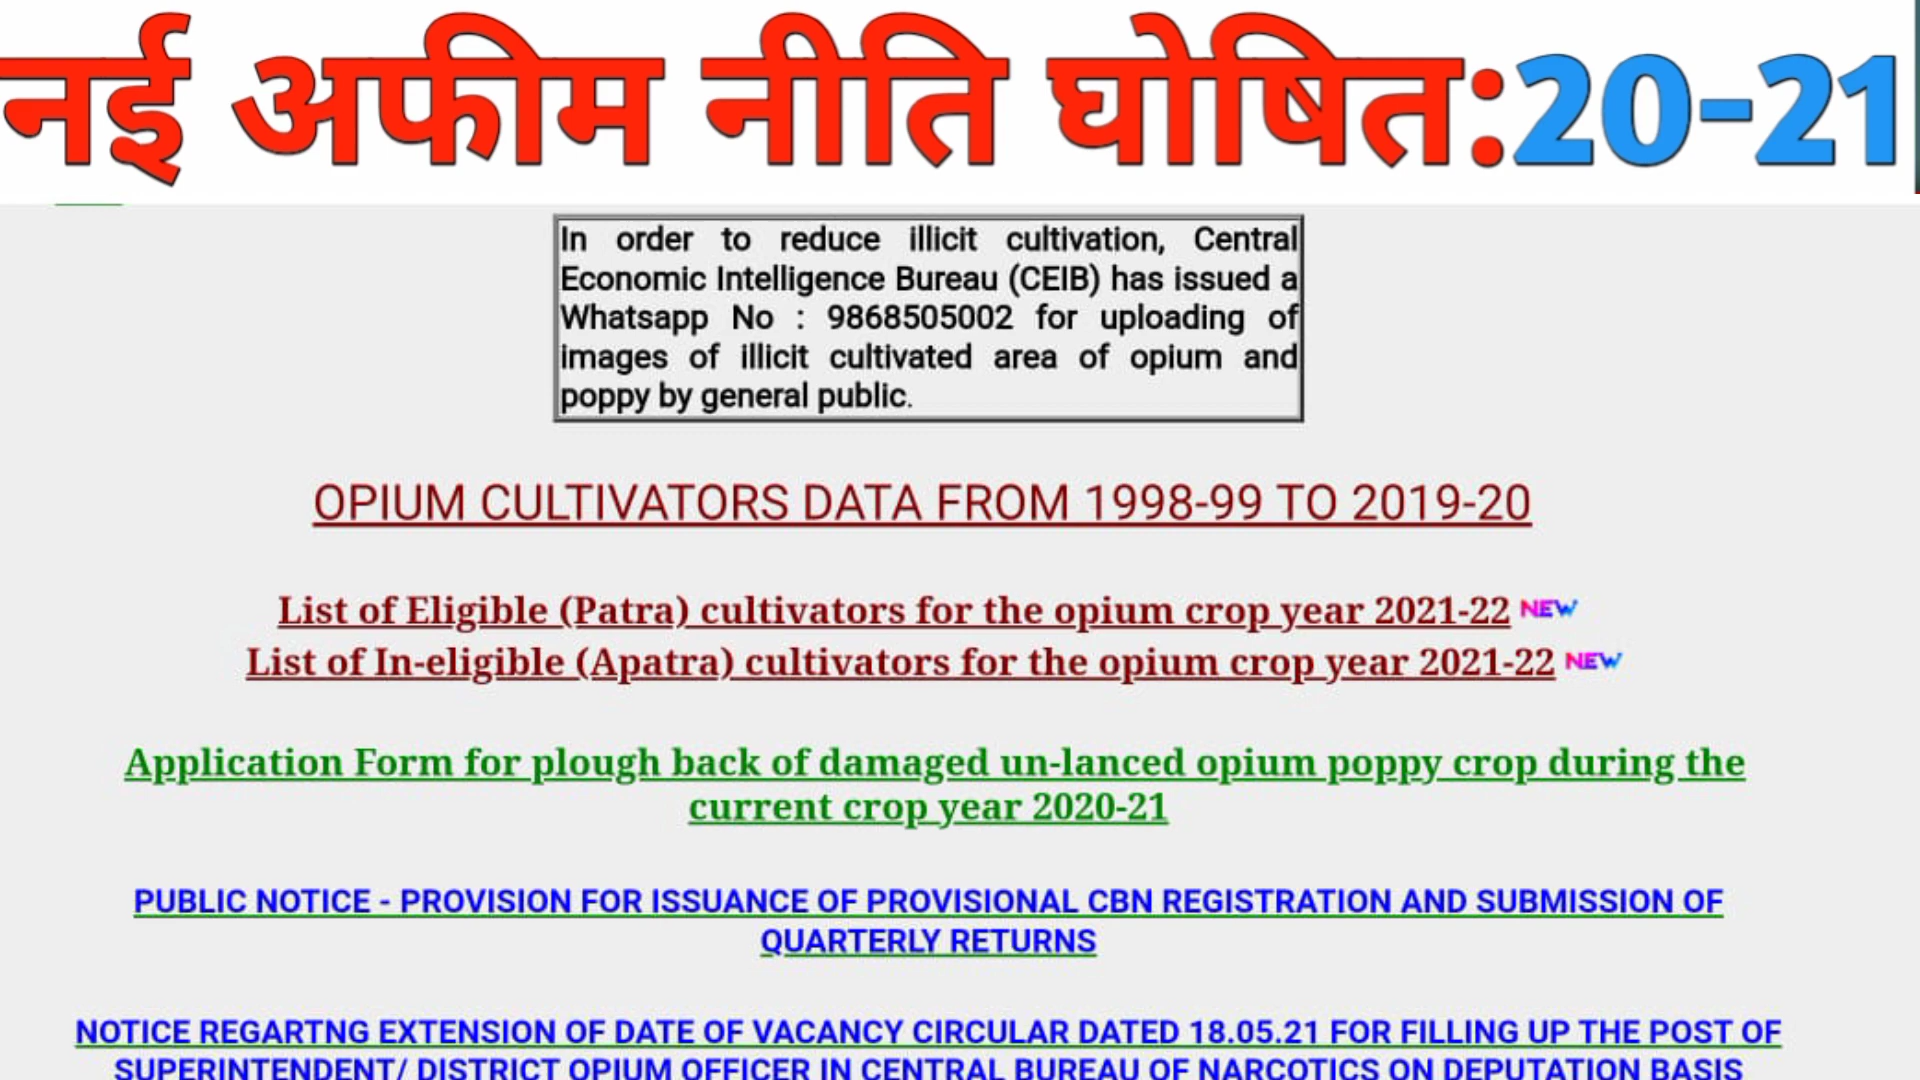 नई अफीम नीति घोषित:20-21
In order to reduce illicit cultivation, Central
Economic Intelligence Bureau (CEIB) has issued a
Whatsapp No : 9868505002 for uploading of
images of illicit cultivated area of opium and
poppy by general public.
OPIUM CULTIVATORS DATA FROM 1998-99 TO 2019-20
List of Eligible (Patra) cultivators for the opium crop year 2021-22 NEW
List of In-eligible (Apatra) cultivators for the opium crop year 2021-22 NEW
Application Form for plough back of damaged un-lanced opium poppy crop during the
current crop year 2020-21
PUBLIC NOTICE - PROVISION FOR ISSUANCE OF PROVISIONAL CBN REGISTRATION AND SUBMISSION OF
QUARTERLY RETURNS
NOTICE REGARTNG EXTENSION OF DATE OF VACANCY CIRCULAR DATED 18.05.21 FOR FILLING UP THE POST OF
SUPERINTENDENT/ DISTRICT OPIUM OFFICER IN CENTRAL BUREAU OF NARCOTICS ON DEPUTATION BASIS